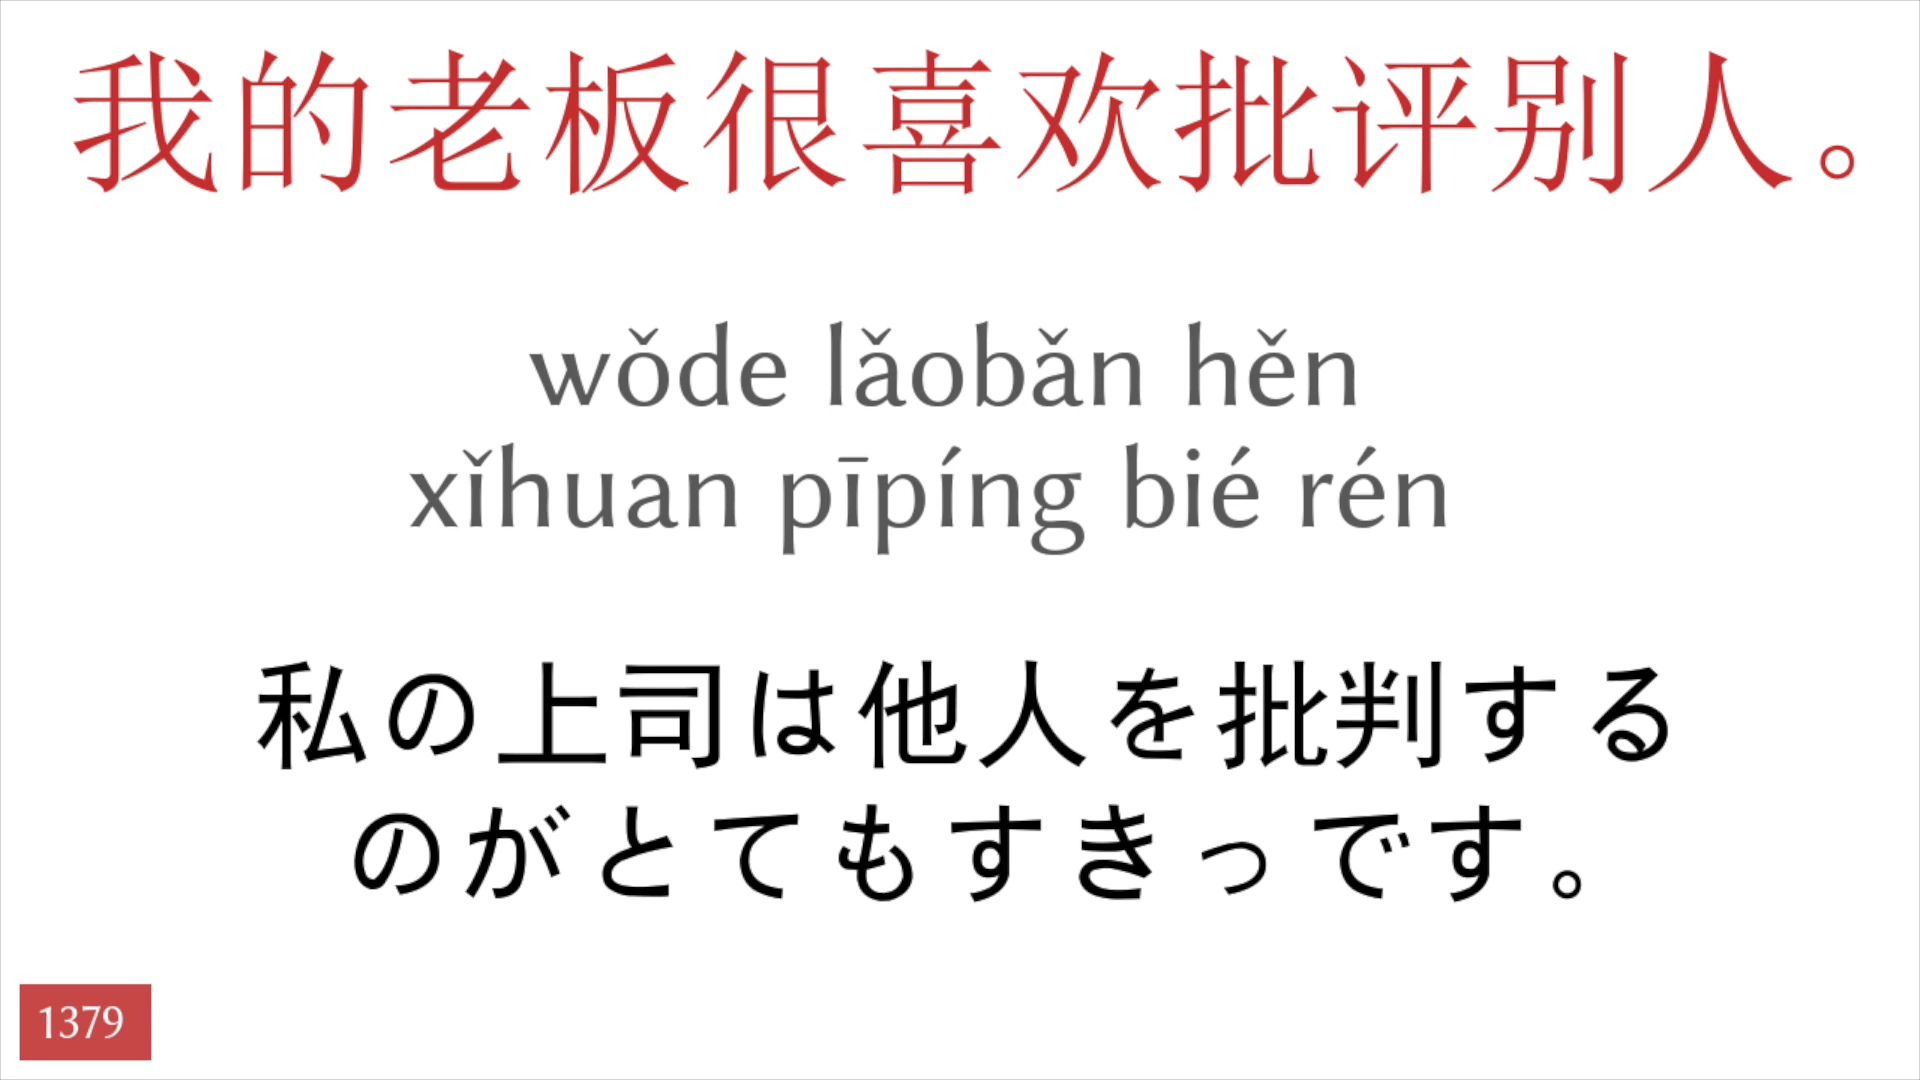 我的老板很喜欢批评别人。
wǒde lǎobǎn hěn
xǐhuan pīpíng bié rén
私の上司は他人を批判する
のがとてもすきっです。
1379